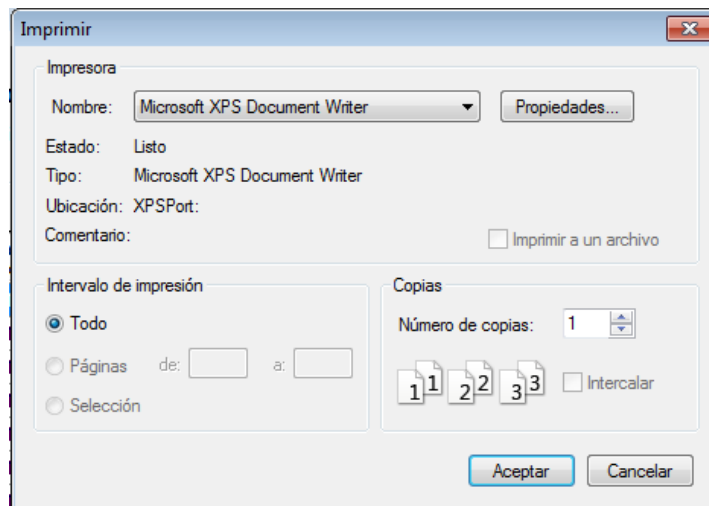 Imprimir
Impresora
Nombre: Microsoft XPS Document Writer Propiedades...
Estado: Listo
Tipo: Microsoft XPS Document Writer
Ubicación: XPSPort:
Comentario: Imprimir a un archivo
Intervalo de impresión
Todo
Páginas de: a:
Selección
Copias
Número de copias: 1
1 1 2 2 3 3 Intercalar
Aceptar Cancelar